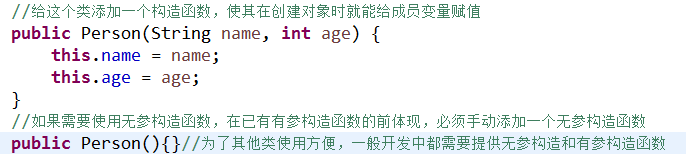 //给这个类添加一个构造函数，使其在创建对象时就能给成员变量赋值
public Person(String name, int age) {
this.name = name;
this.age = age;
}
//如果需要使用无参构造函数，在已有有参构造函数的前体现，必须手动添加一个无参构造函数
public Person(){}//为了其他类使用方便，一般开发中都需要提供无参构造和有参构造函数